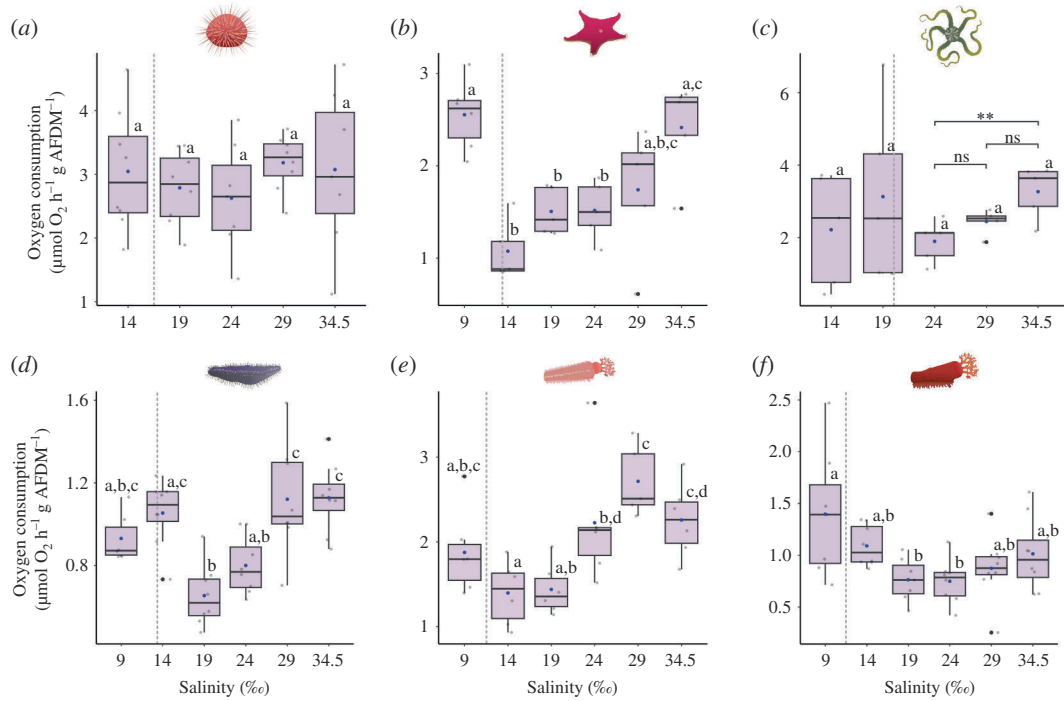 (a)
Oxygen consumption
(µmol O₂ h⁻¹ g AFDM⁻¹)
4
3
2
1
a
a
a
a
a
14 19 24 29 34.5
(b)
3
2
1
a
b
b
b
a,b,c
a,c
9 14 19 24 29 34.5
(c)
6
4
2
a
a
a
a
a
**
ns
ns
14 19 24 29 34.5
(d)
Oxygen consumption
(µmol O₂ h⁻¹ g AFDM⁻¹)
1.6
1.2
0.8
a,b,c
a,c
b
a,b
c
c
9 14 19 24 29 34.5
Salinity (‰)
(e)
3
2
1
a,b,c
a
a,b
b,d
c
c,d
9 14 19 24 29 34.5
Salinity (‰)
(f)
2.5
2.0
1.5
1.0
0.5
a
a,b
b
b
a,b
a,b
9 14 19 24 29 34.5
Salinity (‰)